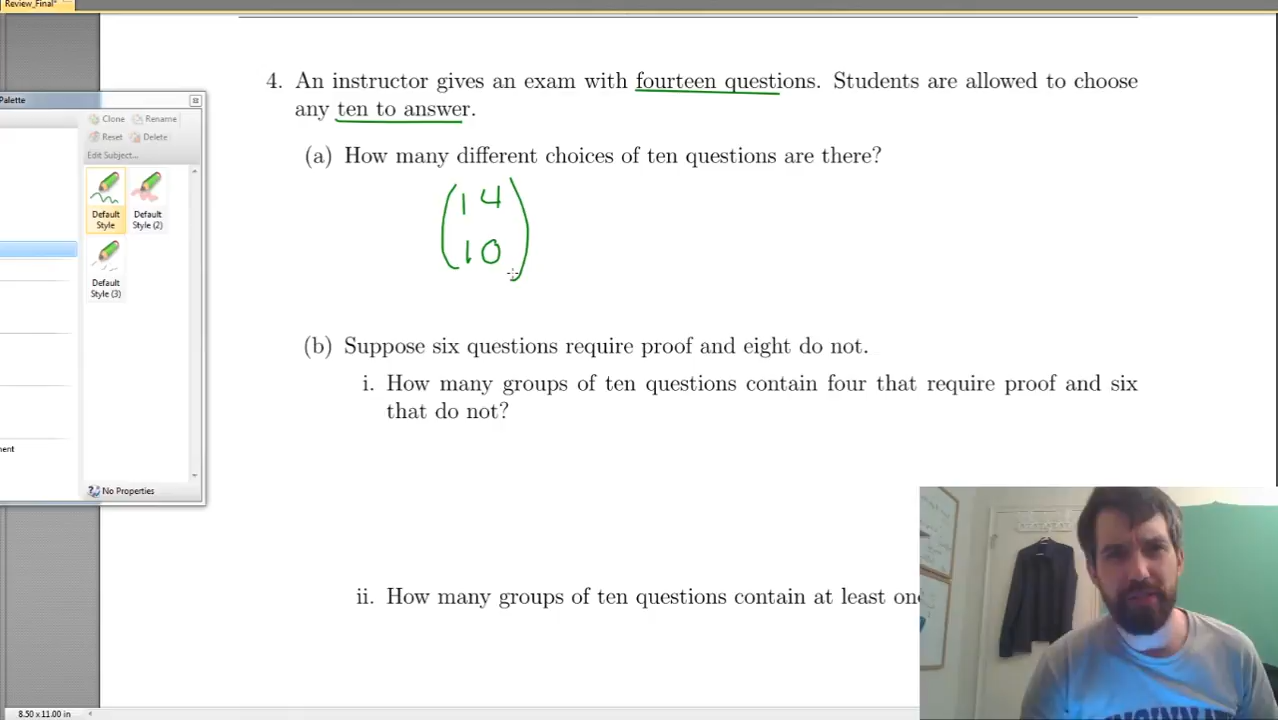 Review_Final*
4. An instructor gives an exam with fourteen questions. Students are allowed to choose
any ten to answer.
Palette
Clone Rename
Reset Delete
Edit Subject...
Default Style
Default Style (2)
Default Style (3)
No Properties
(a) How many different choices of ten questions are there?
(14
10)
(b) Suppose six questions require proof and eight do not.
i. How many groups of ten questions contain four that require proof and six
that do not?
ii. How many groups of ten questions contain at least one
8.50 x 11.00 in